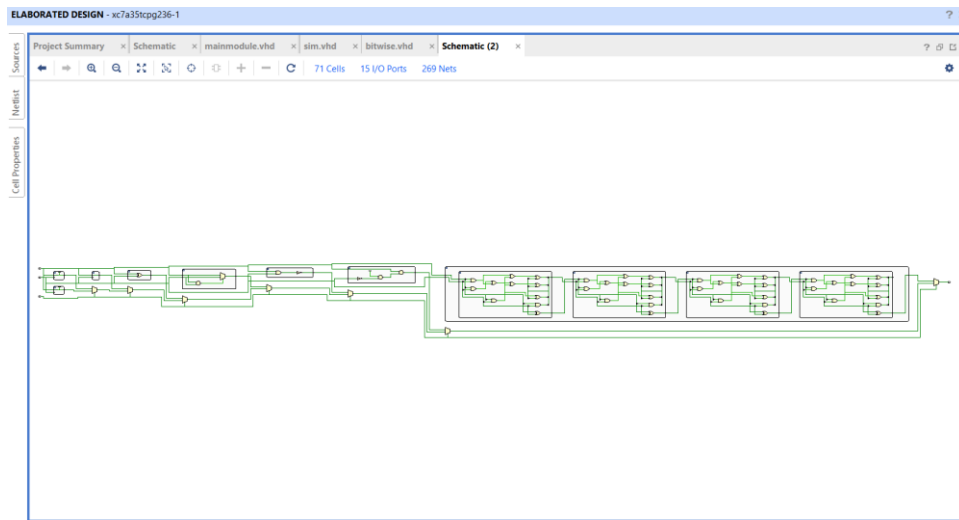 ELABORATED DESIGN - xc7a35tcpg236-1 ?
Project Summary × Schematic × mainmodule.vhd × sim.vhd × bitwise.vhd × Schematic (2) × ?
71 Cells 15 I/O Ports 269 Nets
Sources
Netlist
Cell Properties